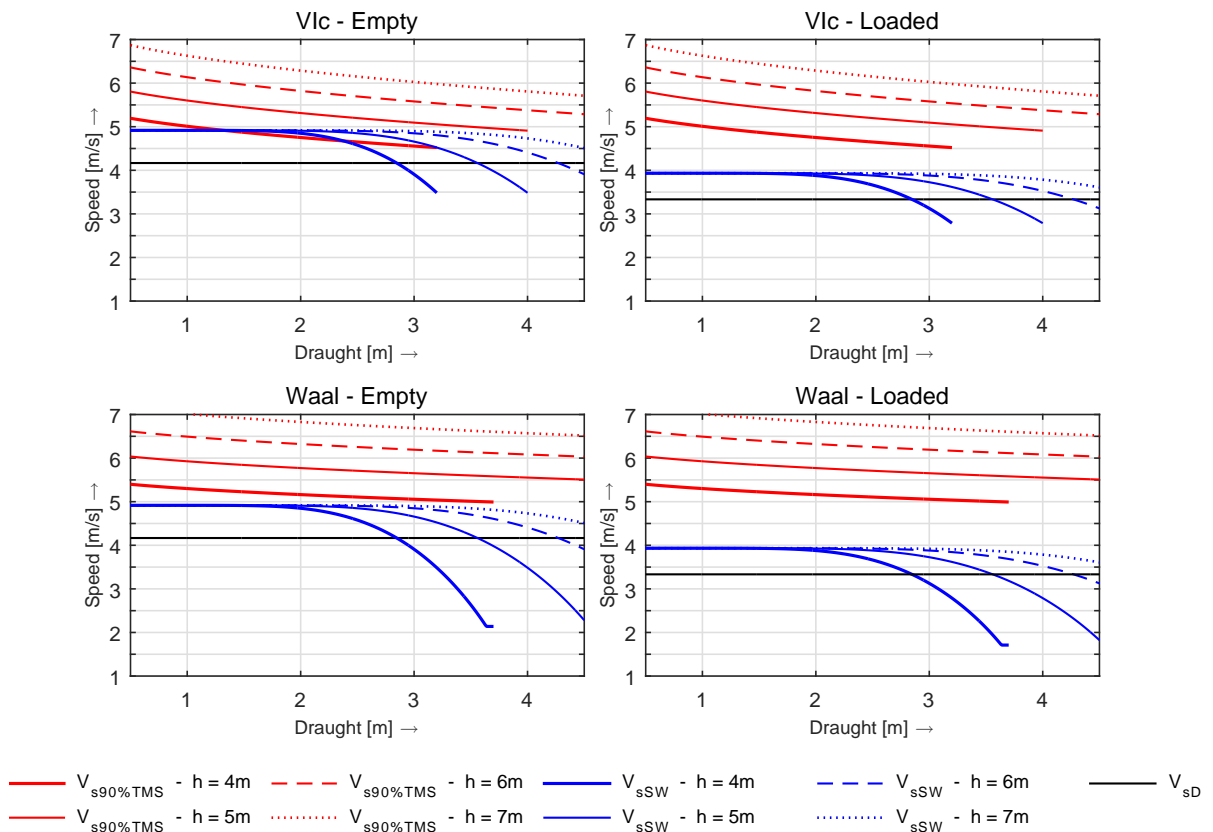 VIc - Empty
VIc - Loaded
7
6
5
4
3
2
1
Speed [m/s] →
1 2 3 4
Draught [m] →
7
6
5
4
3
2
1
Speed [m/s] →
1 2 3 4
Draught [m] →
Waal - Empty
Waal - Loaded
7
6
5
4
3
2
1
Speed [m/s] →
1 2 3 4
Draught [m] →
7
6
5
4
3
2
1
Speed [m/s] →
1 2 3 4
Draught [m] →
Vs90%TMS - h = 4m Vs90%TMS - h = 6m VsSW - h = 4m VsSW - h = 6m VsD
Vs90%TMS - h = 5m Vs90%TMS - h = 7m VsSW - h = 5m VsSW - h = 7m